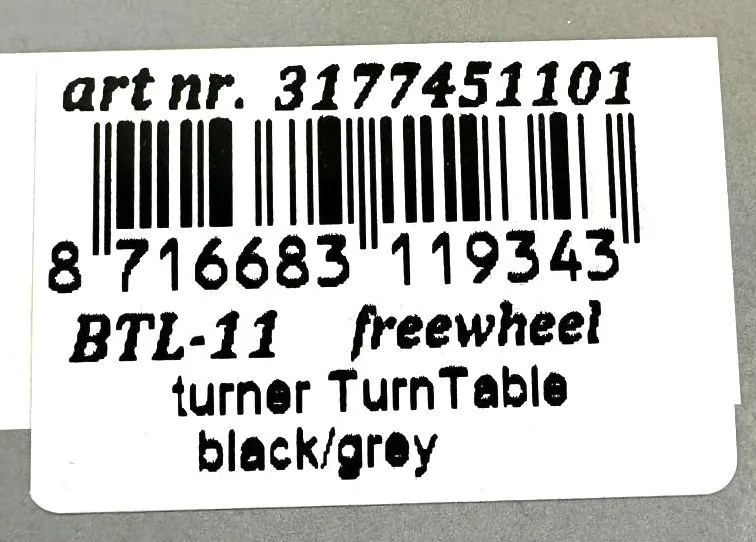 art nr. 3177451101
8 716683 119343
BTL-11 freewheel
turner TurnTable
black/grey